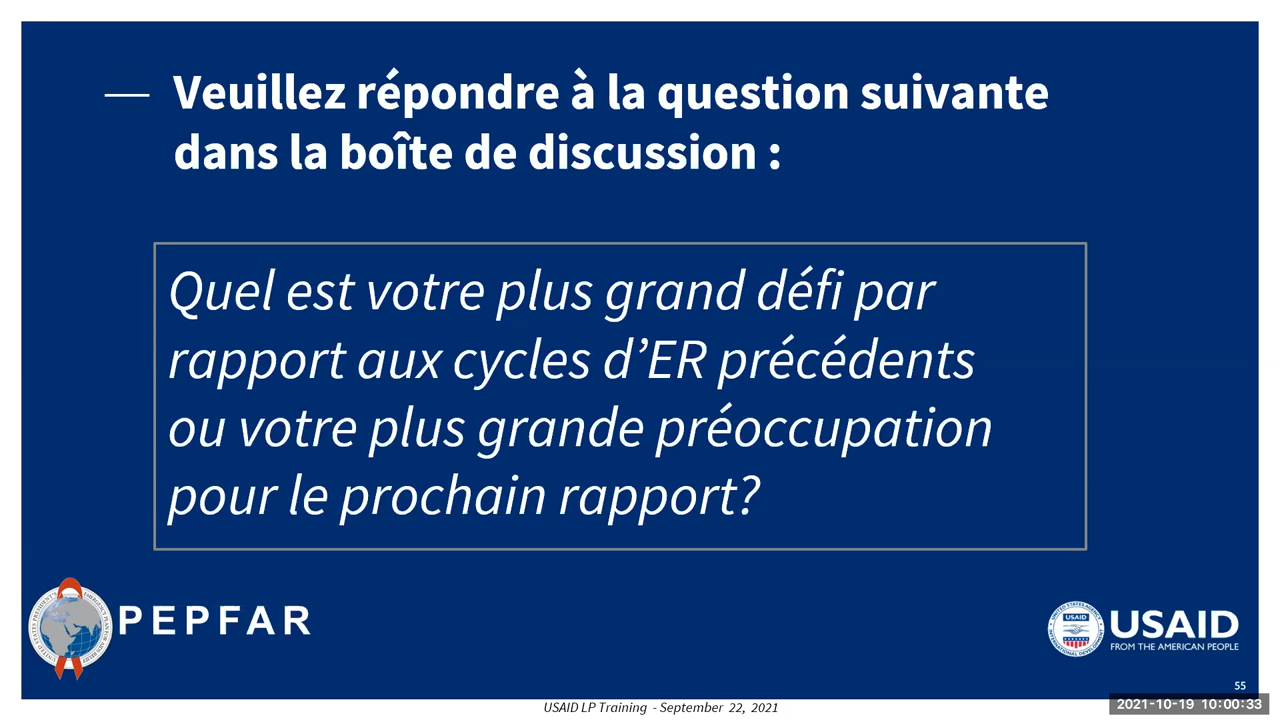 — Veuillez répondre à la question suivante
dans la boîte de discussion :
Quel est votre plus grand défi par
rapport aux cycles d’ER précédents
ou votre plus grande préoccupation
pour le prochain rapport?
PEPFAR
USAID
USAID
FROM THE AMERICAN PEOPLE
55
USAID LP Training - September 22, 2021
2021-10-19 10:00:33